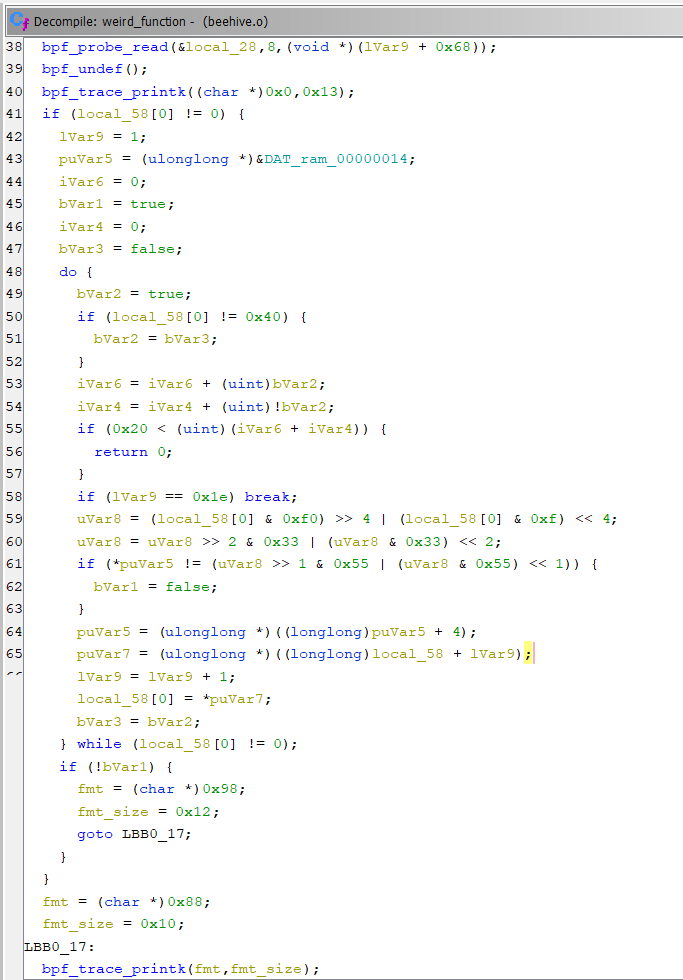 Decompile: weird_function - (beehive.o)
38 bpf_probe_read(&local_28,8,(void *)(lVar9 + 0x68));
39 bpf_undef();
40 bpf_trace_printk((char *)0x0,0x13);
41 if (local_58[0] != 0) {
42 lVar9 = 1;
43 puVar5 = (ulonglong *)&DAT_ram_00000014;
44 iVar6 = 0;
45 bVar1 = true;
46 iVar4 = 0;
47 bVar3 = false;
48 do {
49 bVar2 = true;
50 if (local_58[0] != 0x40) {
51 bVar2 = bVar3;
52 }
53 iVar6 = iVar6 + (uint)bVar2;
54 iVar4 = iVar4 + (uint)!bVar2;
55 if (0x20 < (uint)(iVar6 + iVar4)) {
56 return 0;
57 }
58 if (lVar9 == 0x1e) break;
59 uVar8 = (local_58[0] & 0xf0) >> 4 | (local_58[0] & 0xf) << 4;
60 uVar8 = uVar8 >> 2 & 0x33 | (uVar8 & 0x33) << 2;
61 if (*puVar5 != (uVar8 >> 1 & 0x55 | (uVar8 & 0x55) << 1)) {
62 bVar1 = false;
63 }
64 puVar5 = (ulonglong *)((longlong)puVar5 + 4);
65 puVar7 = (ulonglong *)((longlong)local_58 + lVar9);
lVar9 = lVar9 + 1;
local_58[0] = *puVar7;
bVar3 = bVar2;
} while (local_58[0] != 0);
if (!bVar1) {
fmt = (char *)0x98;
fmt_size = 0x12;
goto LBB0_17;
}
}
fmt = (char *)0x88;
fmt_size = 0x10;
LBB0_17:
bpf_trace_printk(fmt,fmt_size);